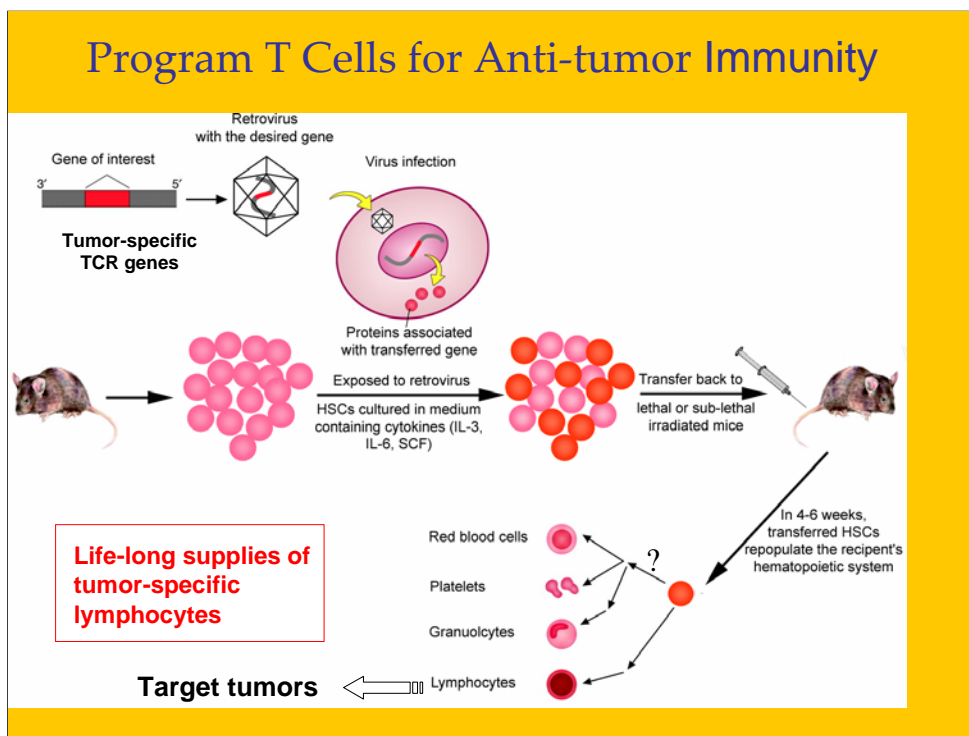 Program T Cells for Anti-tumor Immunity
Retrovirus
with the desired gene
Gene of interest
3'
5'
Virus infection
Tumor-specific
TCR genes
Proteins associated
with transferred gene
Exposed to retrovirus
HSCs cultured in medium
containing cytokines (IL-3,
IL-6, SCF)
Transfer back to
lethal or sub-lethal
irradiated mice
In 4-6 weeks,
transferred HSCs
repopulate the recipent's
hematopoietic system
Life-long supplies of
tumor-specific
lymphocytes
Red blood cells
?
Platelets
Granuolcytes
Lymphocytes
Target tumors